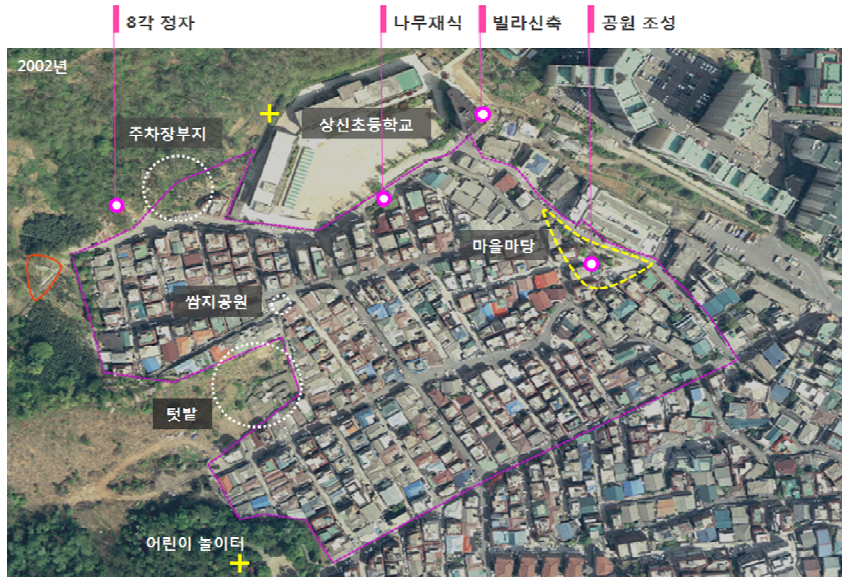 8각 정자
나무재식
빌라신축
공원 조성
2002년
상신초등학교
주차장부지
마을마당
쌈지공원
텃밭
어린이 놀이터